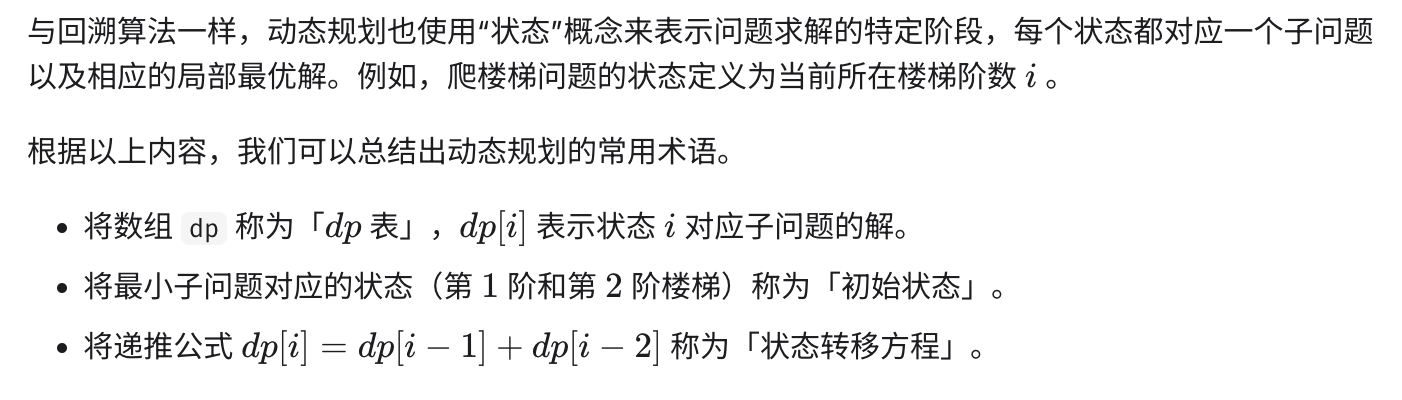 与回溯算法一样，动态规划也使用“状态”概念来表示问题求解的特定阶段，每个状态都对应一个子问题
以及相应的局部最优解。例如，爬楼梯问题的状态定义为当前所在楼梯阶数 i 。
根据以上内容，我们可以总结出动态规划的常用术语。
• 将数组 dp 称为「dp 表」，dp[i] 表示状态 i 对应子问题的解。
• 将最小子问题对应的状态（第 1 阶和第 2 阶楼梯）称为「初始状态」。
• 将递推公式 dp[i] = dp[i − 1] + dp[i − 2] 称为「状态转移方程」。